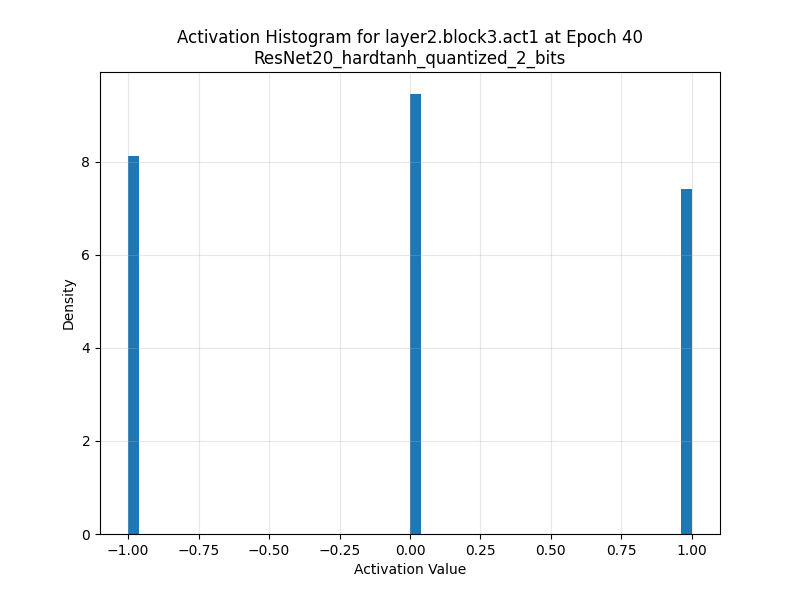 Activation Histogram for layer2.block3.act1 at Epoch 40
ResNet20_hardtanh_quantized_2_bits
Density
8
6
4
2
0
−1.00 −0.75 −0.50 −0.25 0.00 0.25 0.50 0.75 1.00
Activation Value